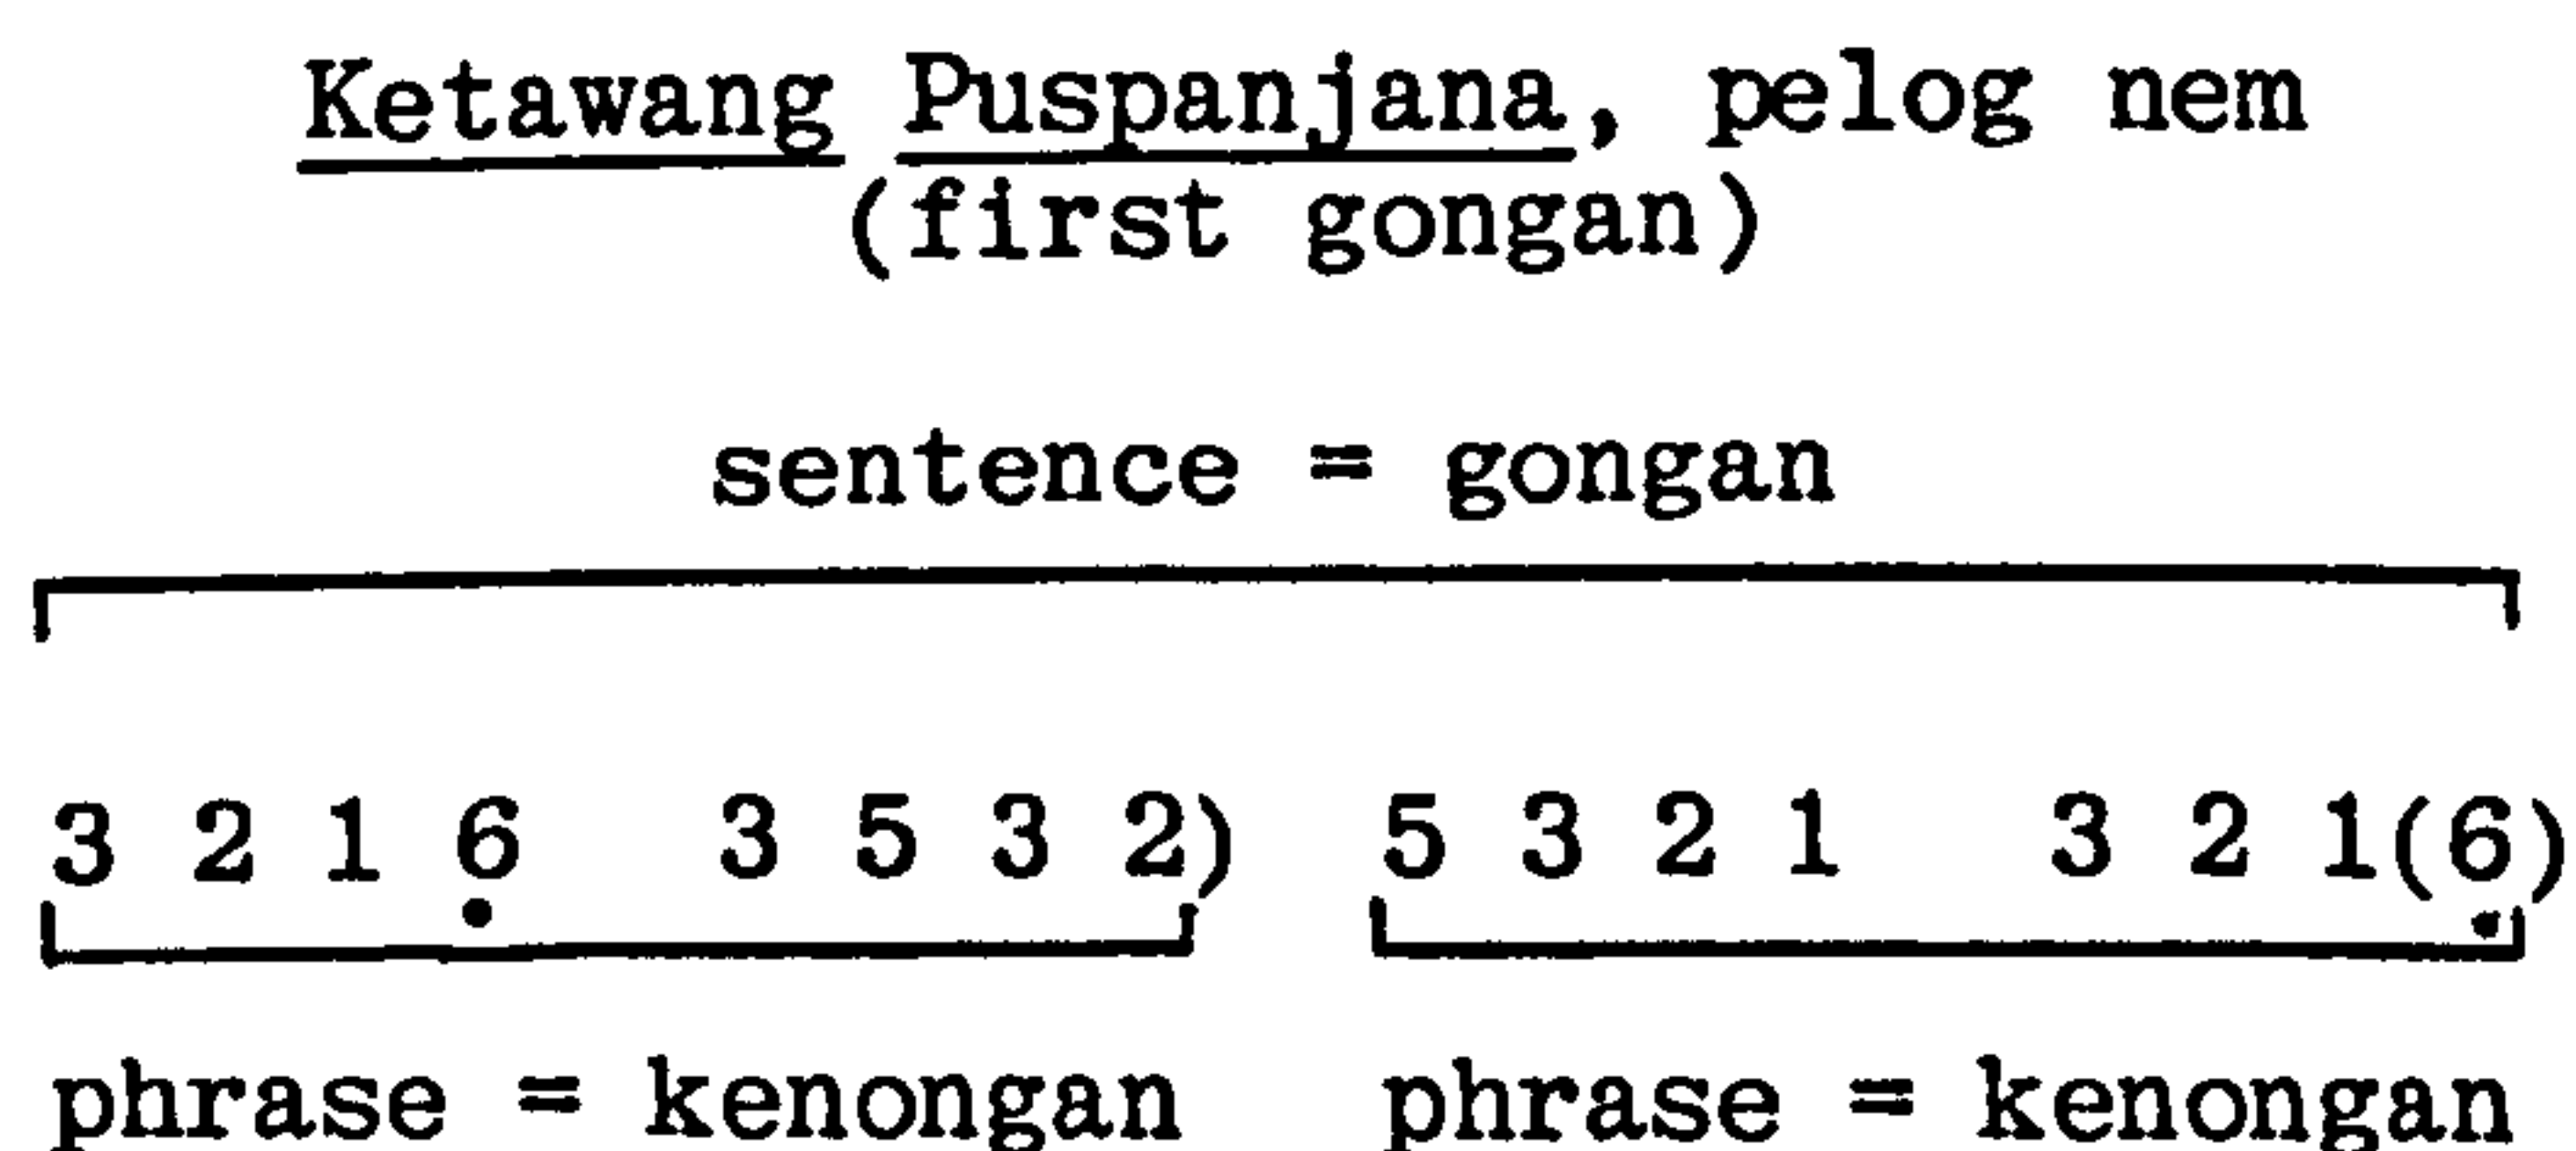 Ketawang Puspanjana, pelog nem
(first gongan)
sentence = gongan
3 2 1 6̣ 3 5 3 2) 5 3 2 1 3 2 1(6̣)
phrase = kenongan phrase = kenongan